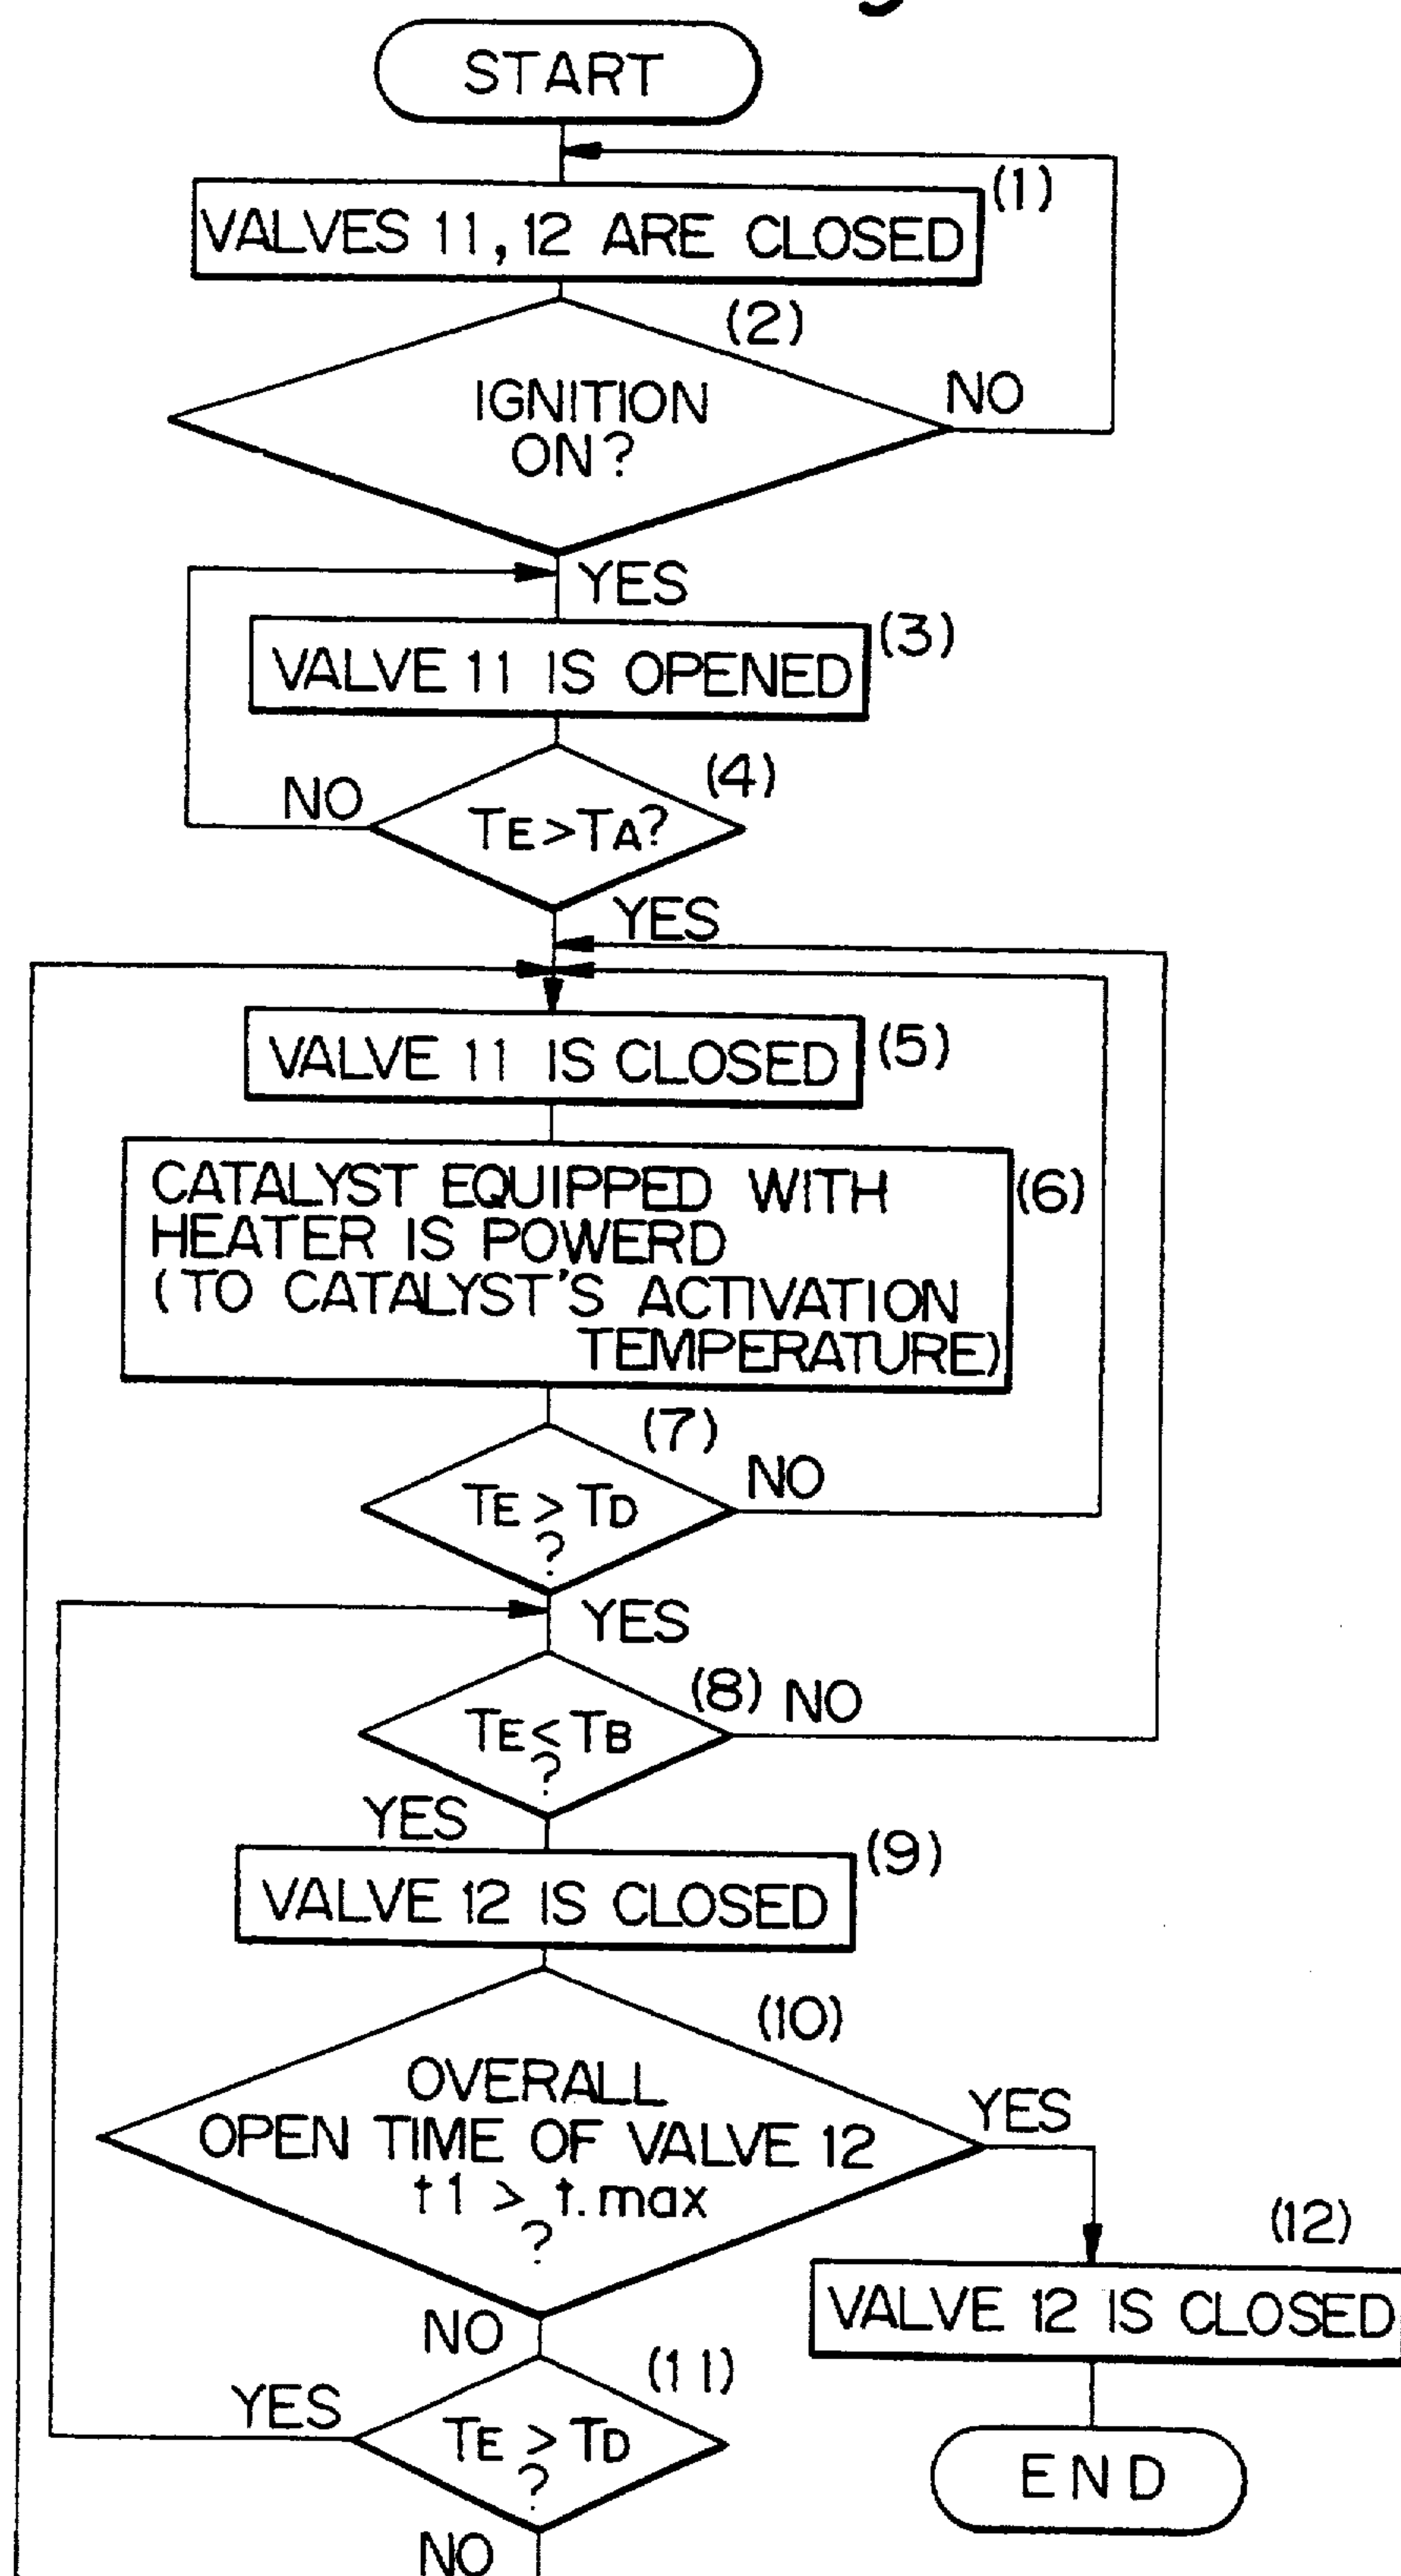 START
(1)
VALVES 11, 12 ARE CLOSED
(2)
IGNITION
ON?
NO
YES
(3)
VALVE 11 IS OPENED
(4)
NO
TE>TA?
YES
VALVE 11 IS CLOSED
(5)
CATALYST EQUIPPED WITH
HEATER IS POWERD
(TO CATALYST'S ACTIVATION
TEMPERATURE)
(6)
(7)
TE > TD
?
NO
YES
(8)
TE < TB
?
NO
YES
(9)
VALVE 12 IS CLOSED
(10)
OVERALL
OPEN TIME OF VALVE 12
t1 > t.max
?
YES
(12)
VALVE 12 IS CLOSED
END
NO
(11)
YES
TE > TD
?
NO